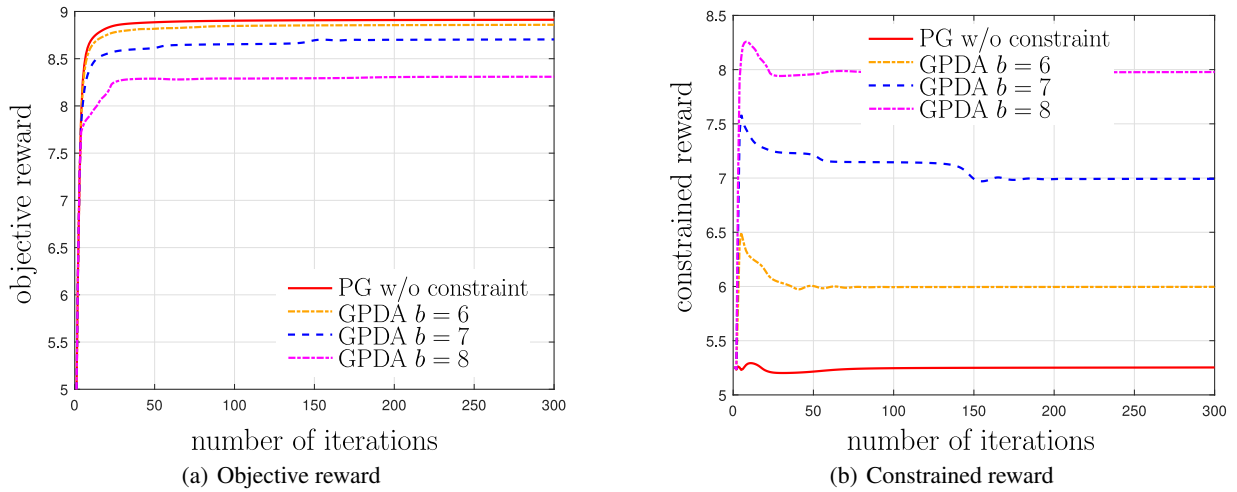 objective reward
9
8.5
8
7.5
7
6.5
6
5.5
5
PG w/o constraint
GPDA b = 6
GPDA b = 7
GPDA b = 8
0 50 100 150 200 250 300
number of iterations
(a) Objective reward
constrained reward
8.5
8
7.5
7
6.5
6
5.5
5
PG w/o constraint
GPDA b = 6
GPDA b = 7
GPDA b = 8
0 50 100 150 200 250 300
number of iterations
(b) Constrained reward